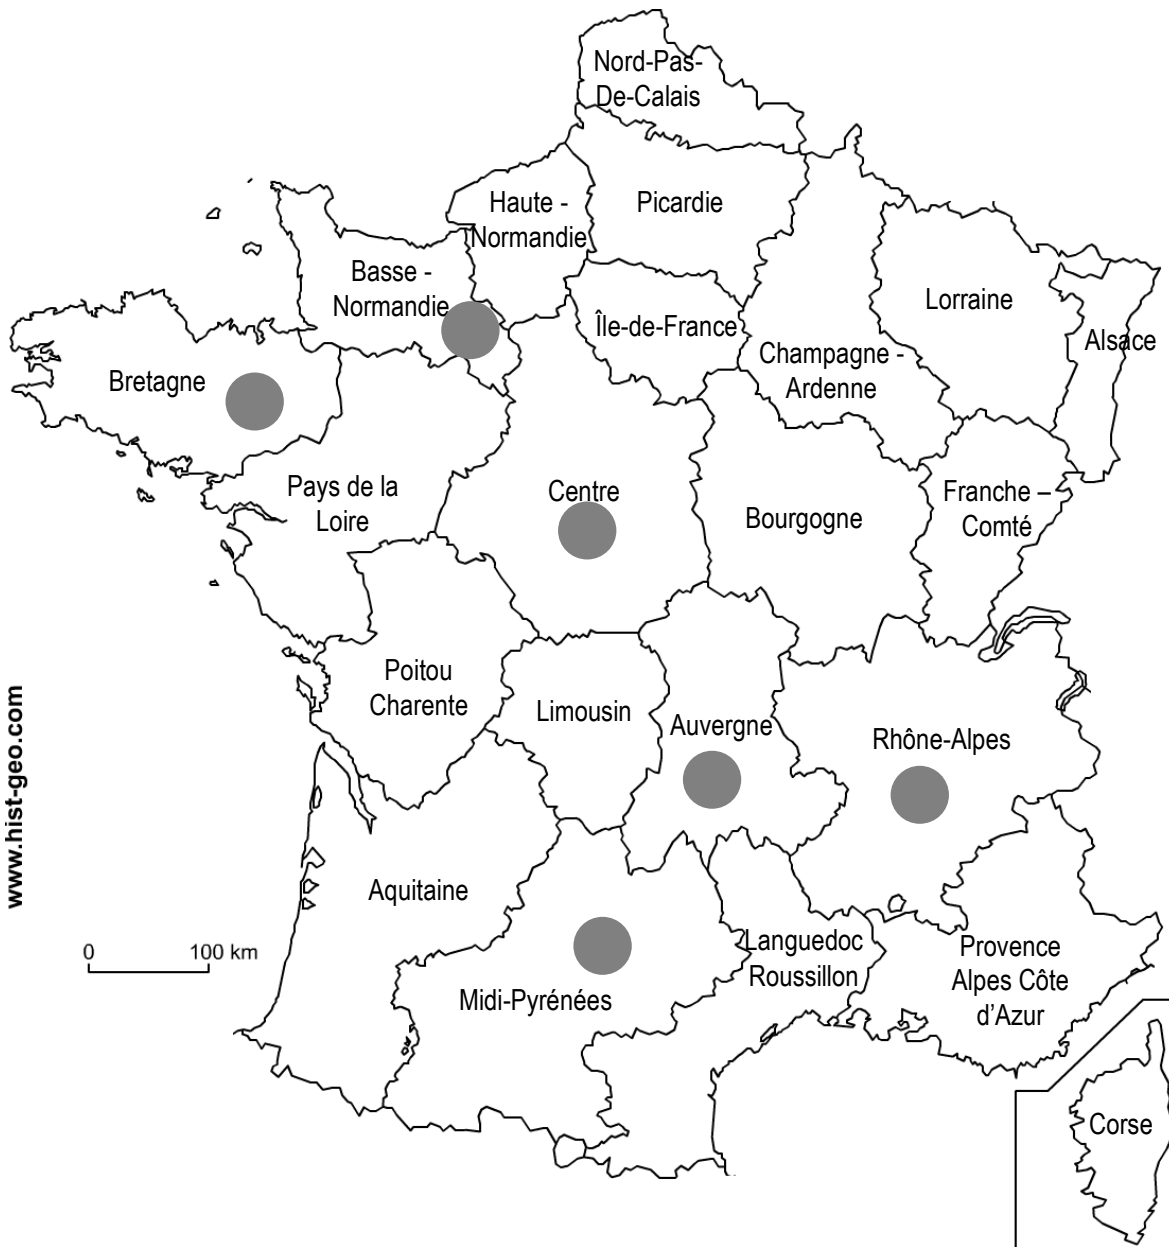 Nord-Pas-
De-Calais
Haute -
Normandie
Picardie
Basse -
Normandie
Île-de-France
Champagne -
Ardenne
Lorraine
Alsace
Bretagne
Pays de la
Loire
Centre
Bourgogne
Franche –
Comté
Poitou
Charente
Limousin
Auvergne
Rhône-Alpes
Aquitaine
Midi-Pyrénées
Languedoc
Roussillon
Provence
Alpes Côte
d'Azur
Corse
0 100 km
www.hist-geo.com